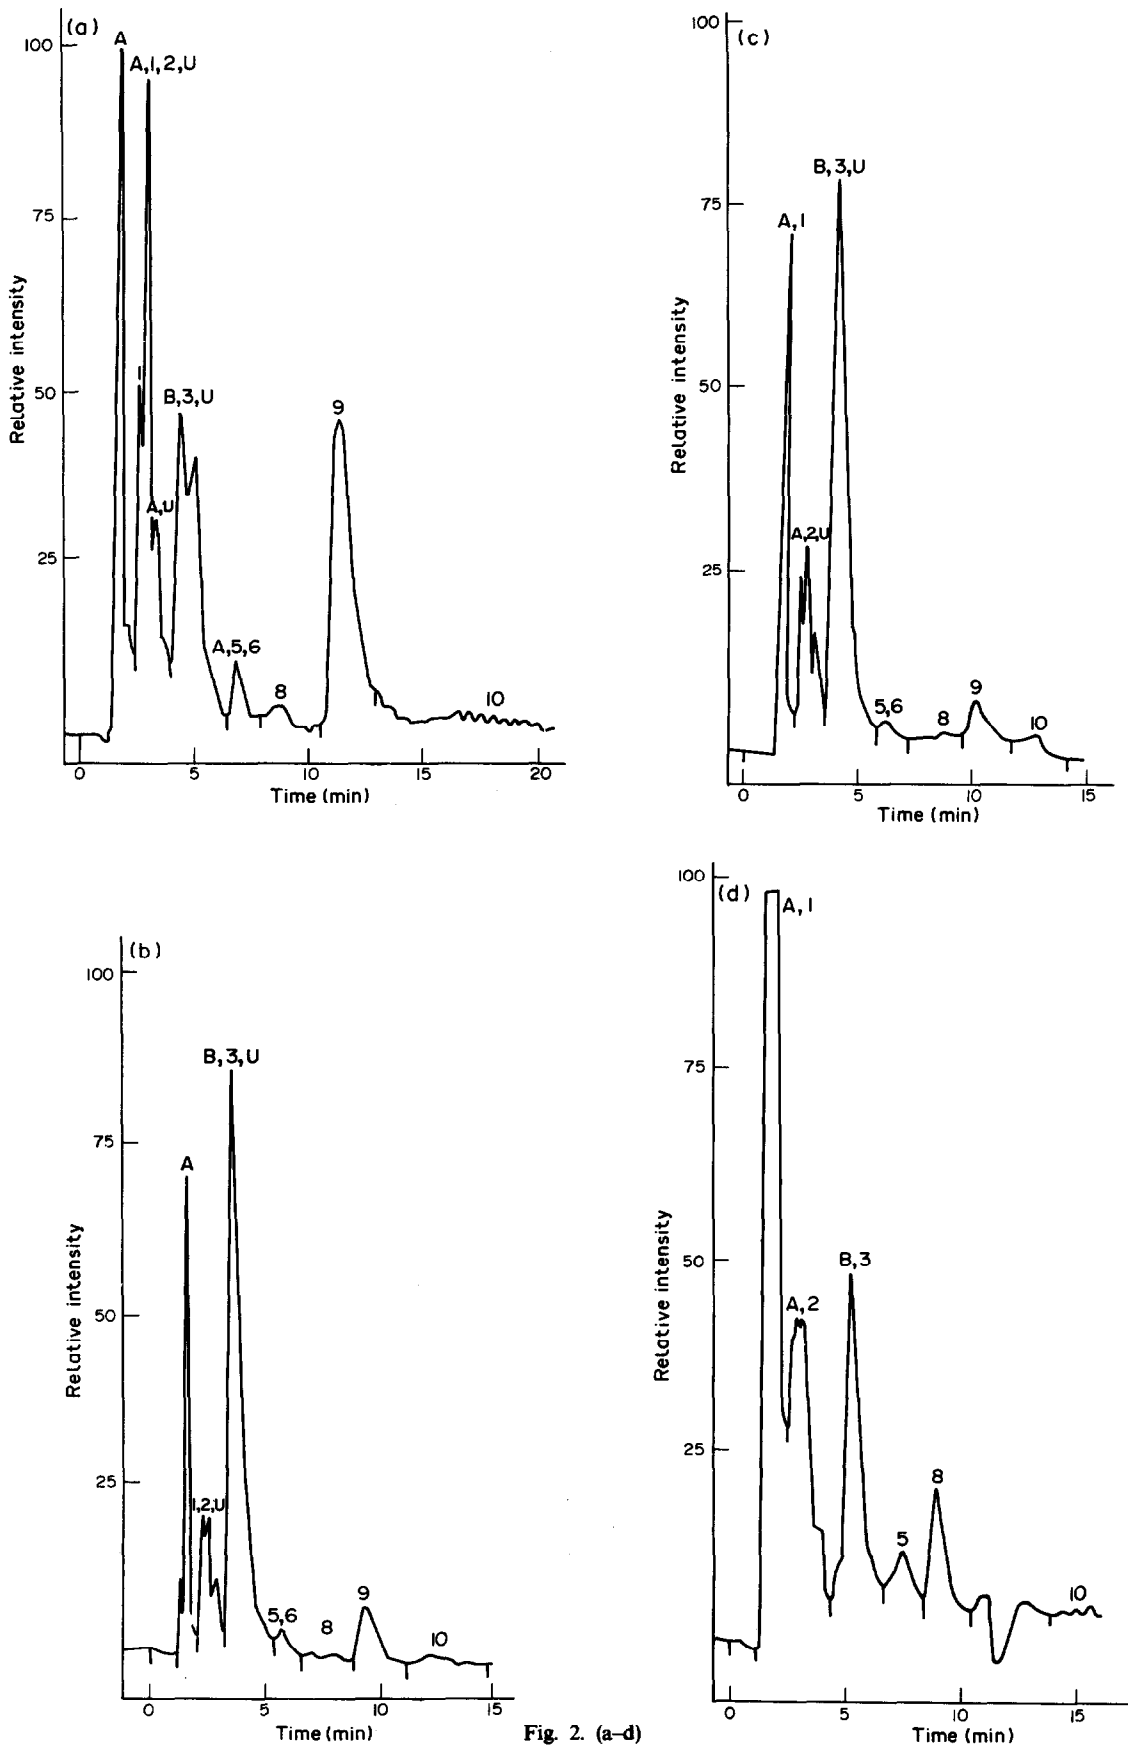 (a)
100
75
50
25
Relative intensity
A
A,1,2,U
A,U
B,3,U
A,5,6
8
9
10
0 5 10 15 20
Time (min)
(c)
100
75
50
25
Relative intensity
A,1
A,2,U
B,3,U
5,6
8
9
10
0 5 10 15
Time (min)
(b)
100
75
50
25
Relative intensity
A
1,2,U
B,3,U
5,6
8
9
10
0 5 10 15
Time (min)
(d)
100
75
50
25
Relative intensity
A,1
A,2
B,3
5
8
10
0 5 10 15
Time (min)
Fig. 2. (a–d)